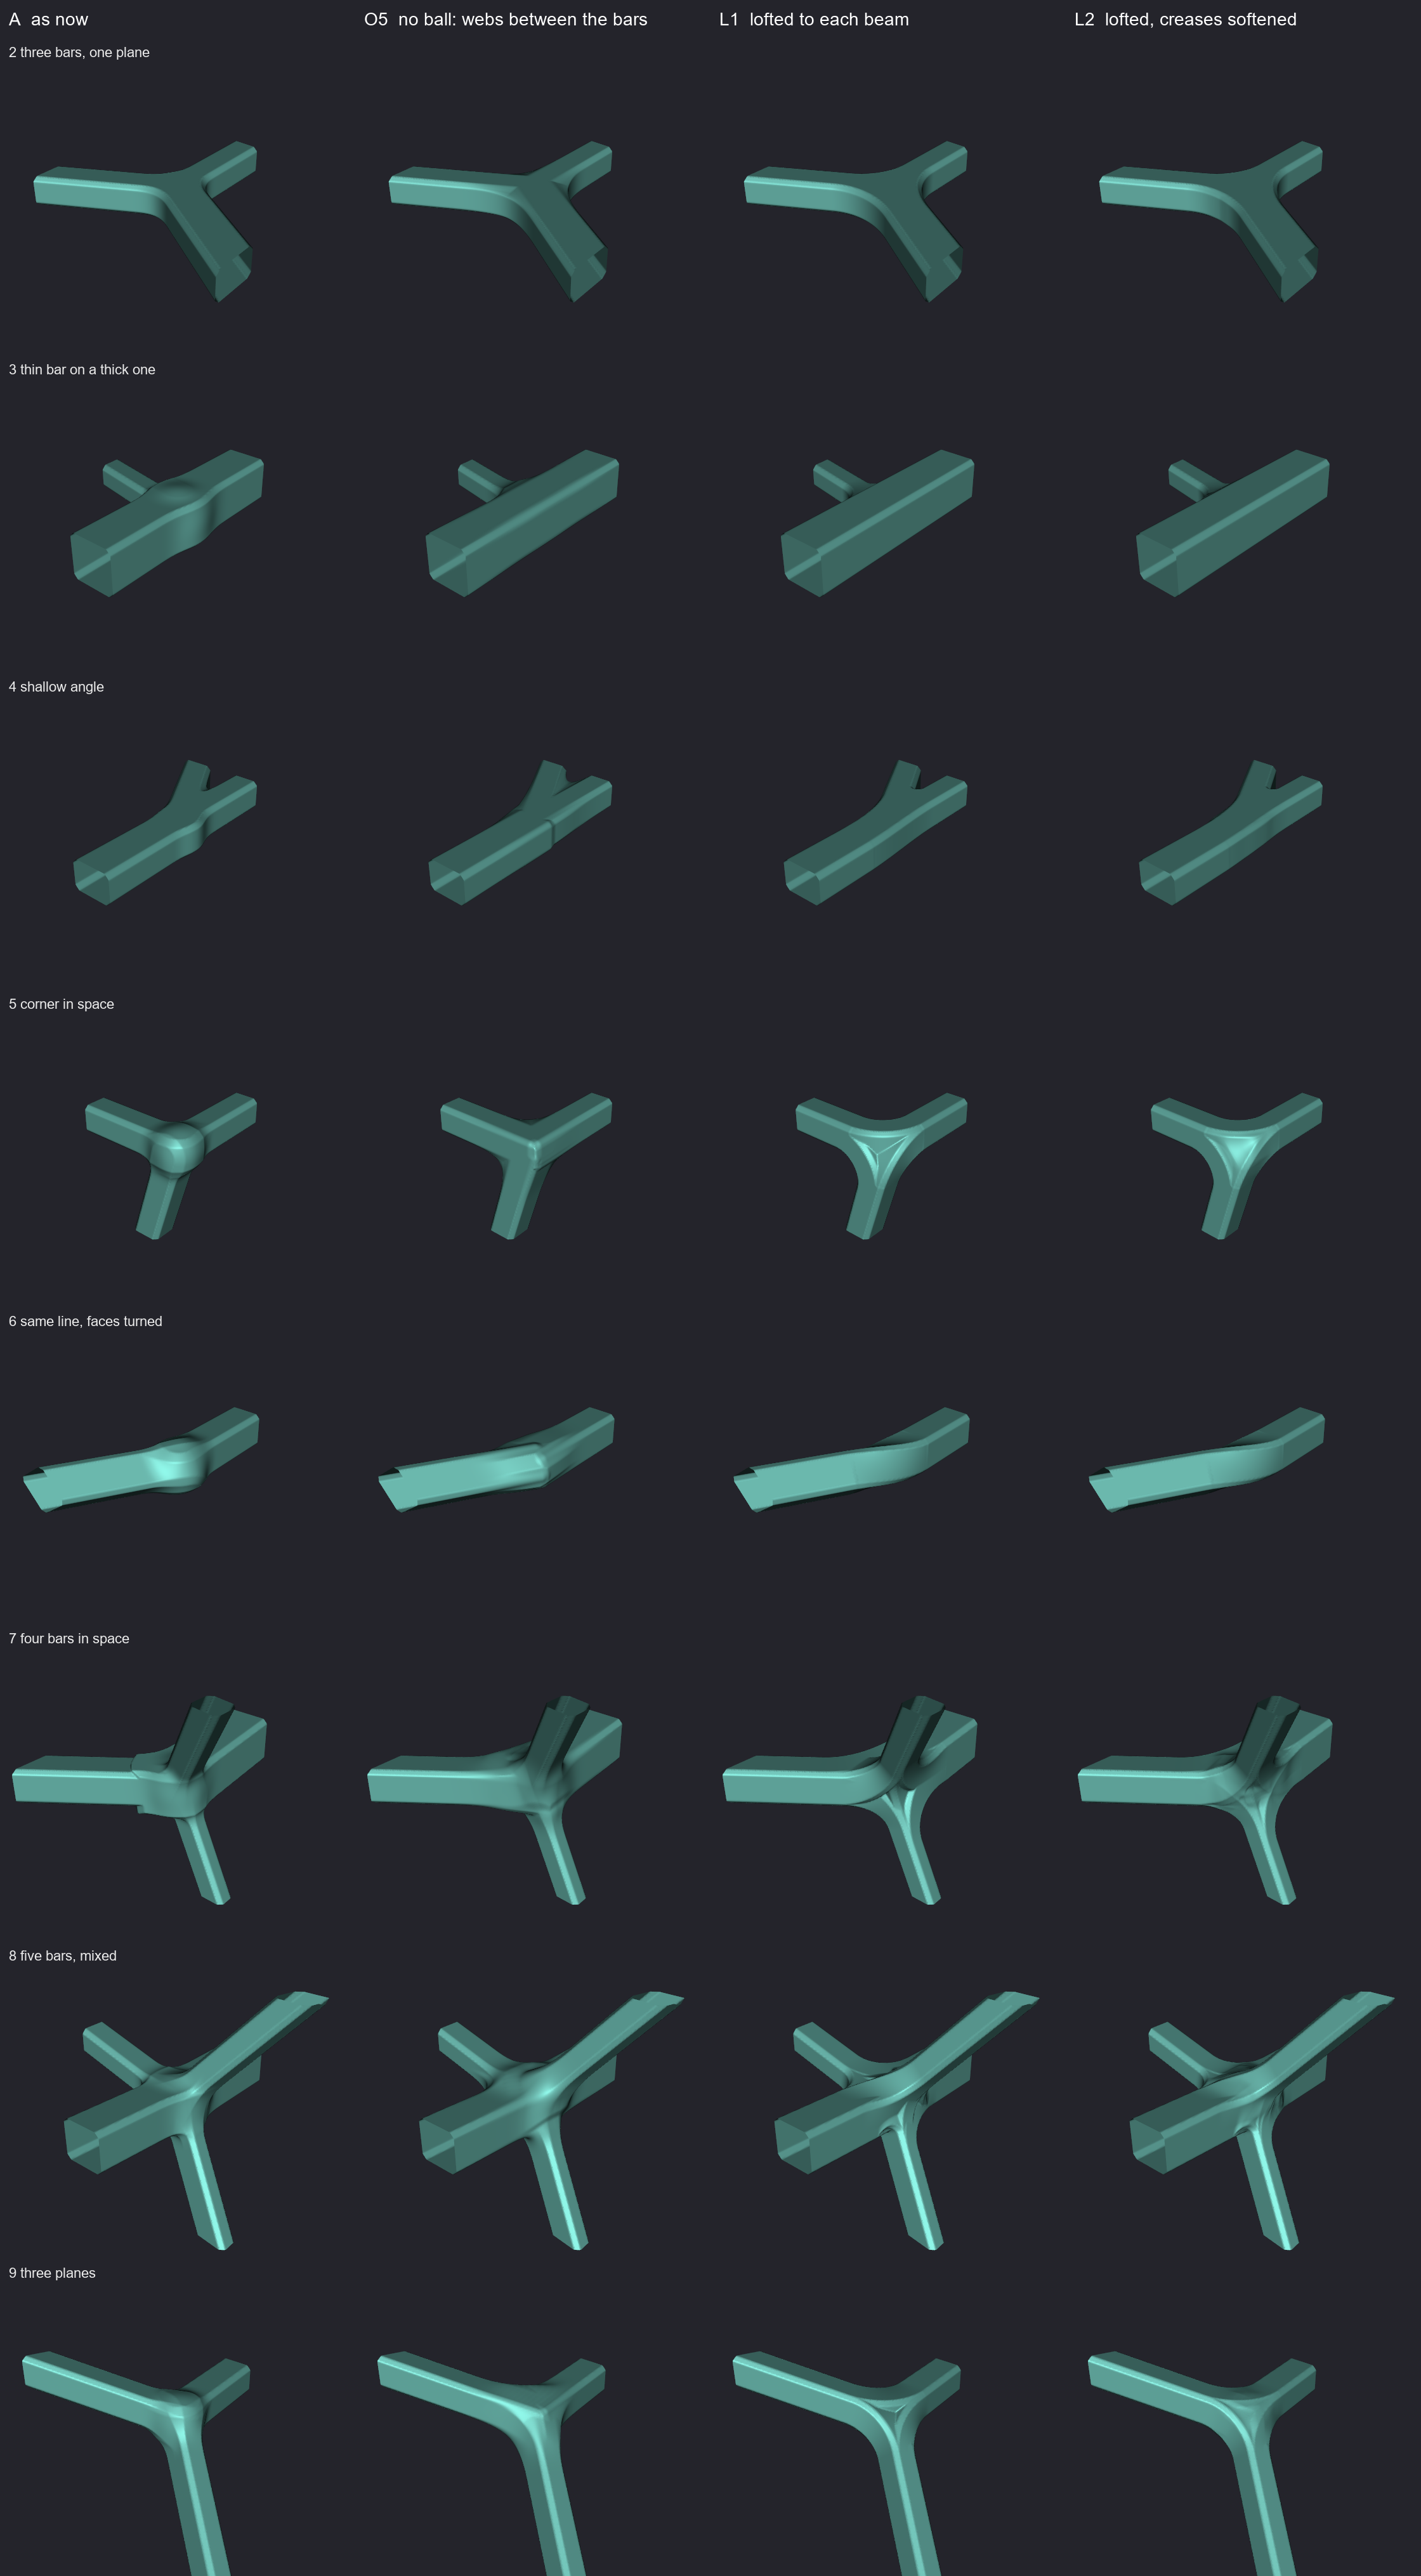 A  as now
O5  no ball: webs between the bars
L1  lofted to each beam
L2  lofted, creases softened
2 three bars, one plane
3 thin bar on a thick one
4 shallow angle
5 corner in space
6 same line, faces turned
7 four bars in space
8 five bars, mixed
9 three planes